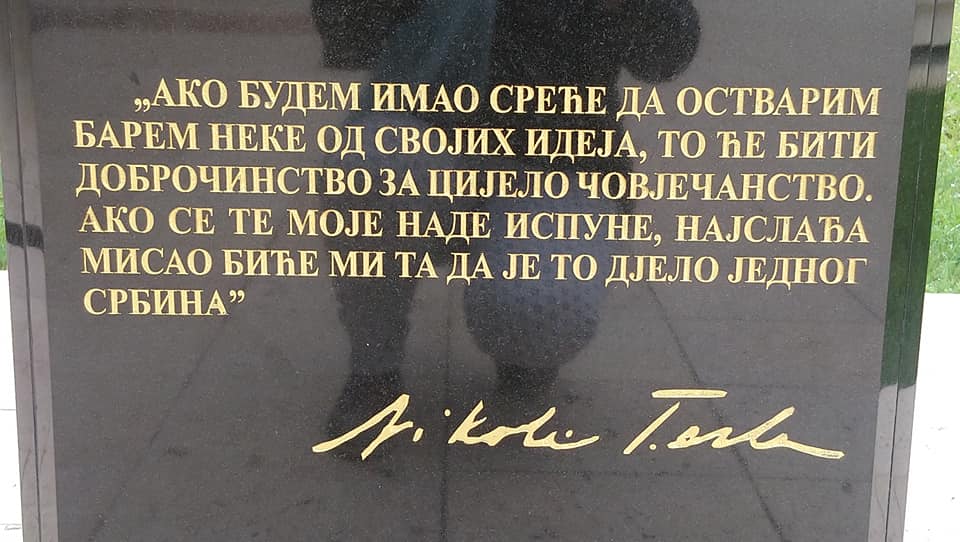 „АКО БУДЕМ ИМАО СРЕЋЕ ДА ОСТВАРИМ
БАРЕМ НЕКЕ ОД СВОЈИХ ИДЕЈА, ТО ЋЕ БИТИ
ДОБРОЧИНСТВО ЗА ЦИЈЕЛО ЧОВЈЕЧАНСТВО.
АКО СЕ ТЕ МОЈЕ НАДЕ ИСПУНЕ, НАЈСЛАЂА
МИСАО БИЋЕ МИ ТА ДА ЈЕ ТО ДЈЕЛО ЈЕДНОГ
СРБИНА”
Nikola Tesla